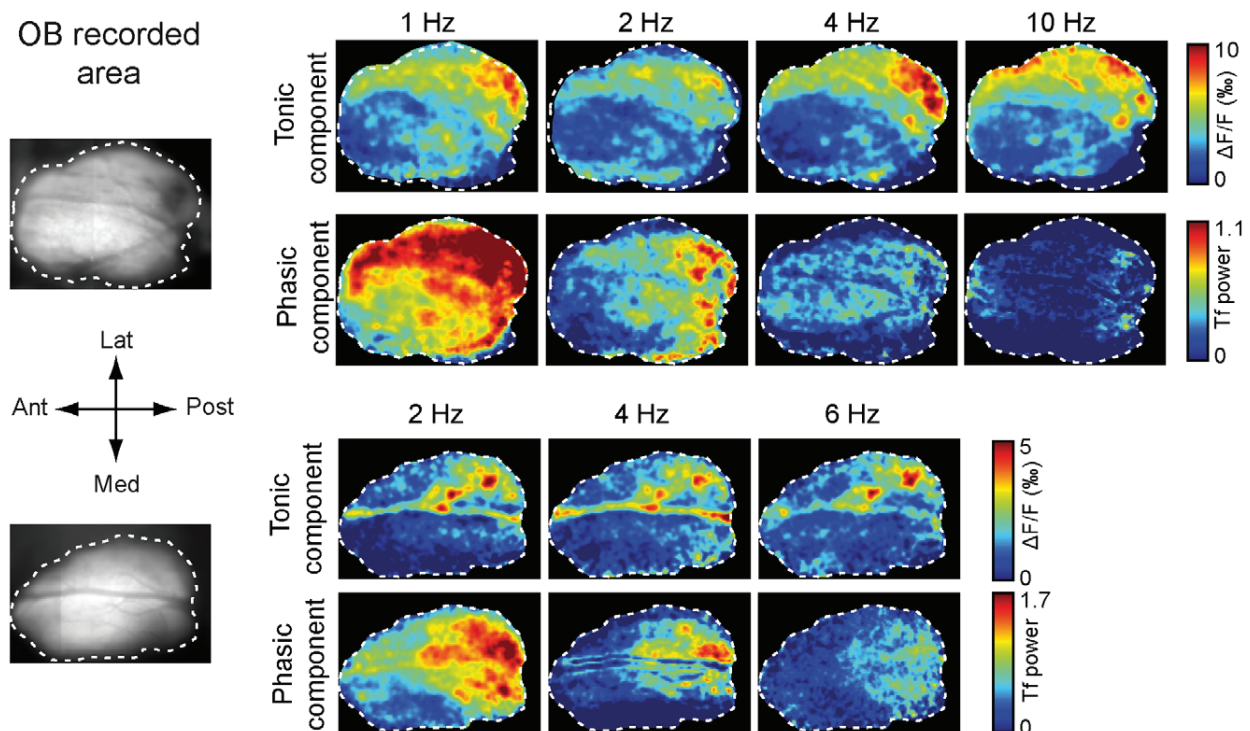 OB recorded
area
Lat
Ant
Post
Med
1 Hz
2 Hz
4 Hz
10 Hz
Tonic
component
10
ΔF/F (‰)
0
Phasic
component
1.1
Tf power
0
2 Hz
4 Hz
6 Hz
Tonic
component
5
ΔF/F (‰)
0
Phasic
component
1.7
Tf power
0